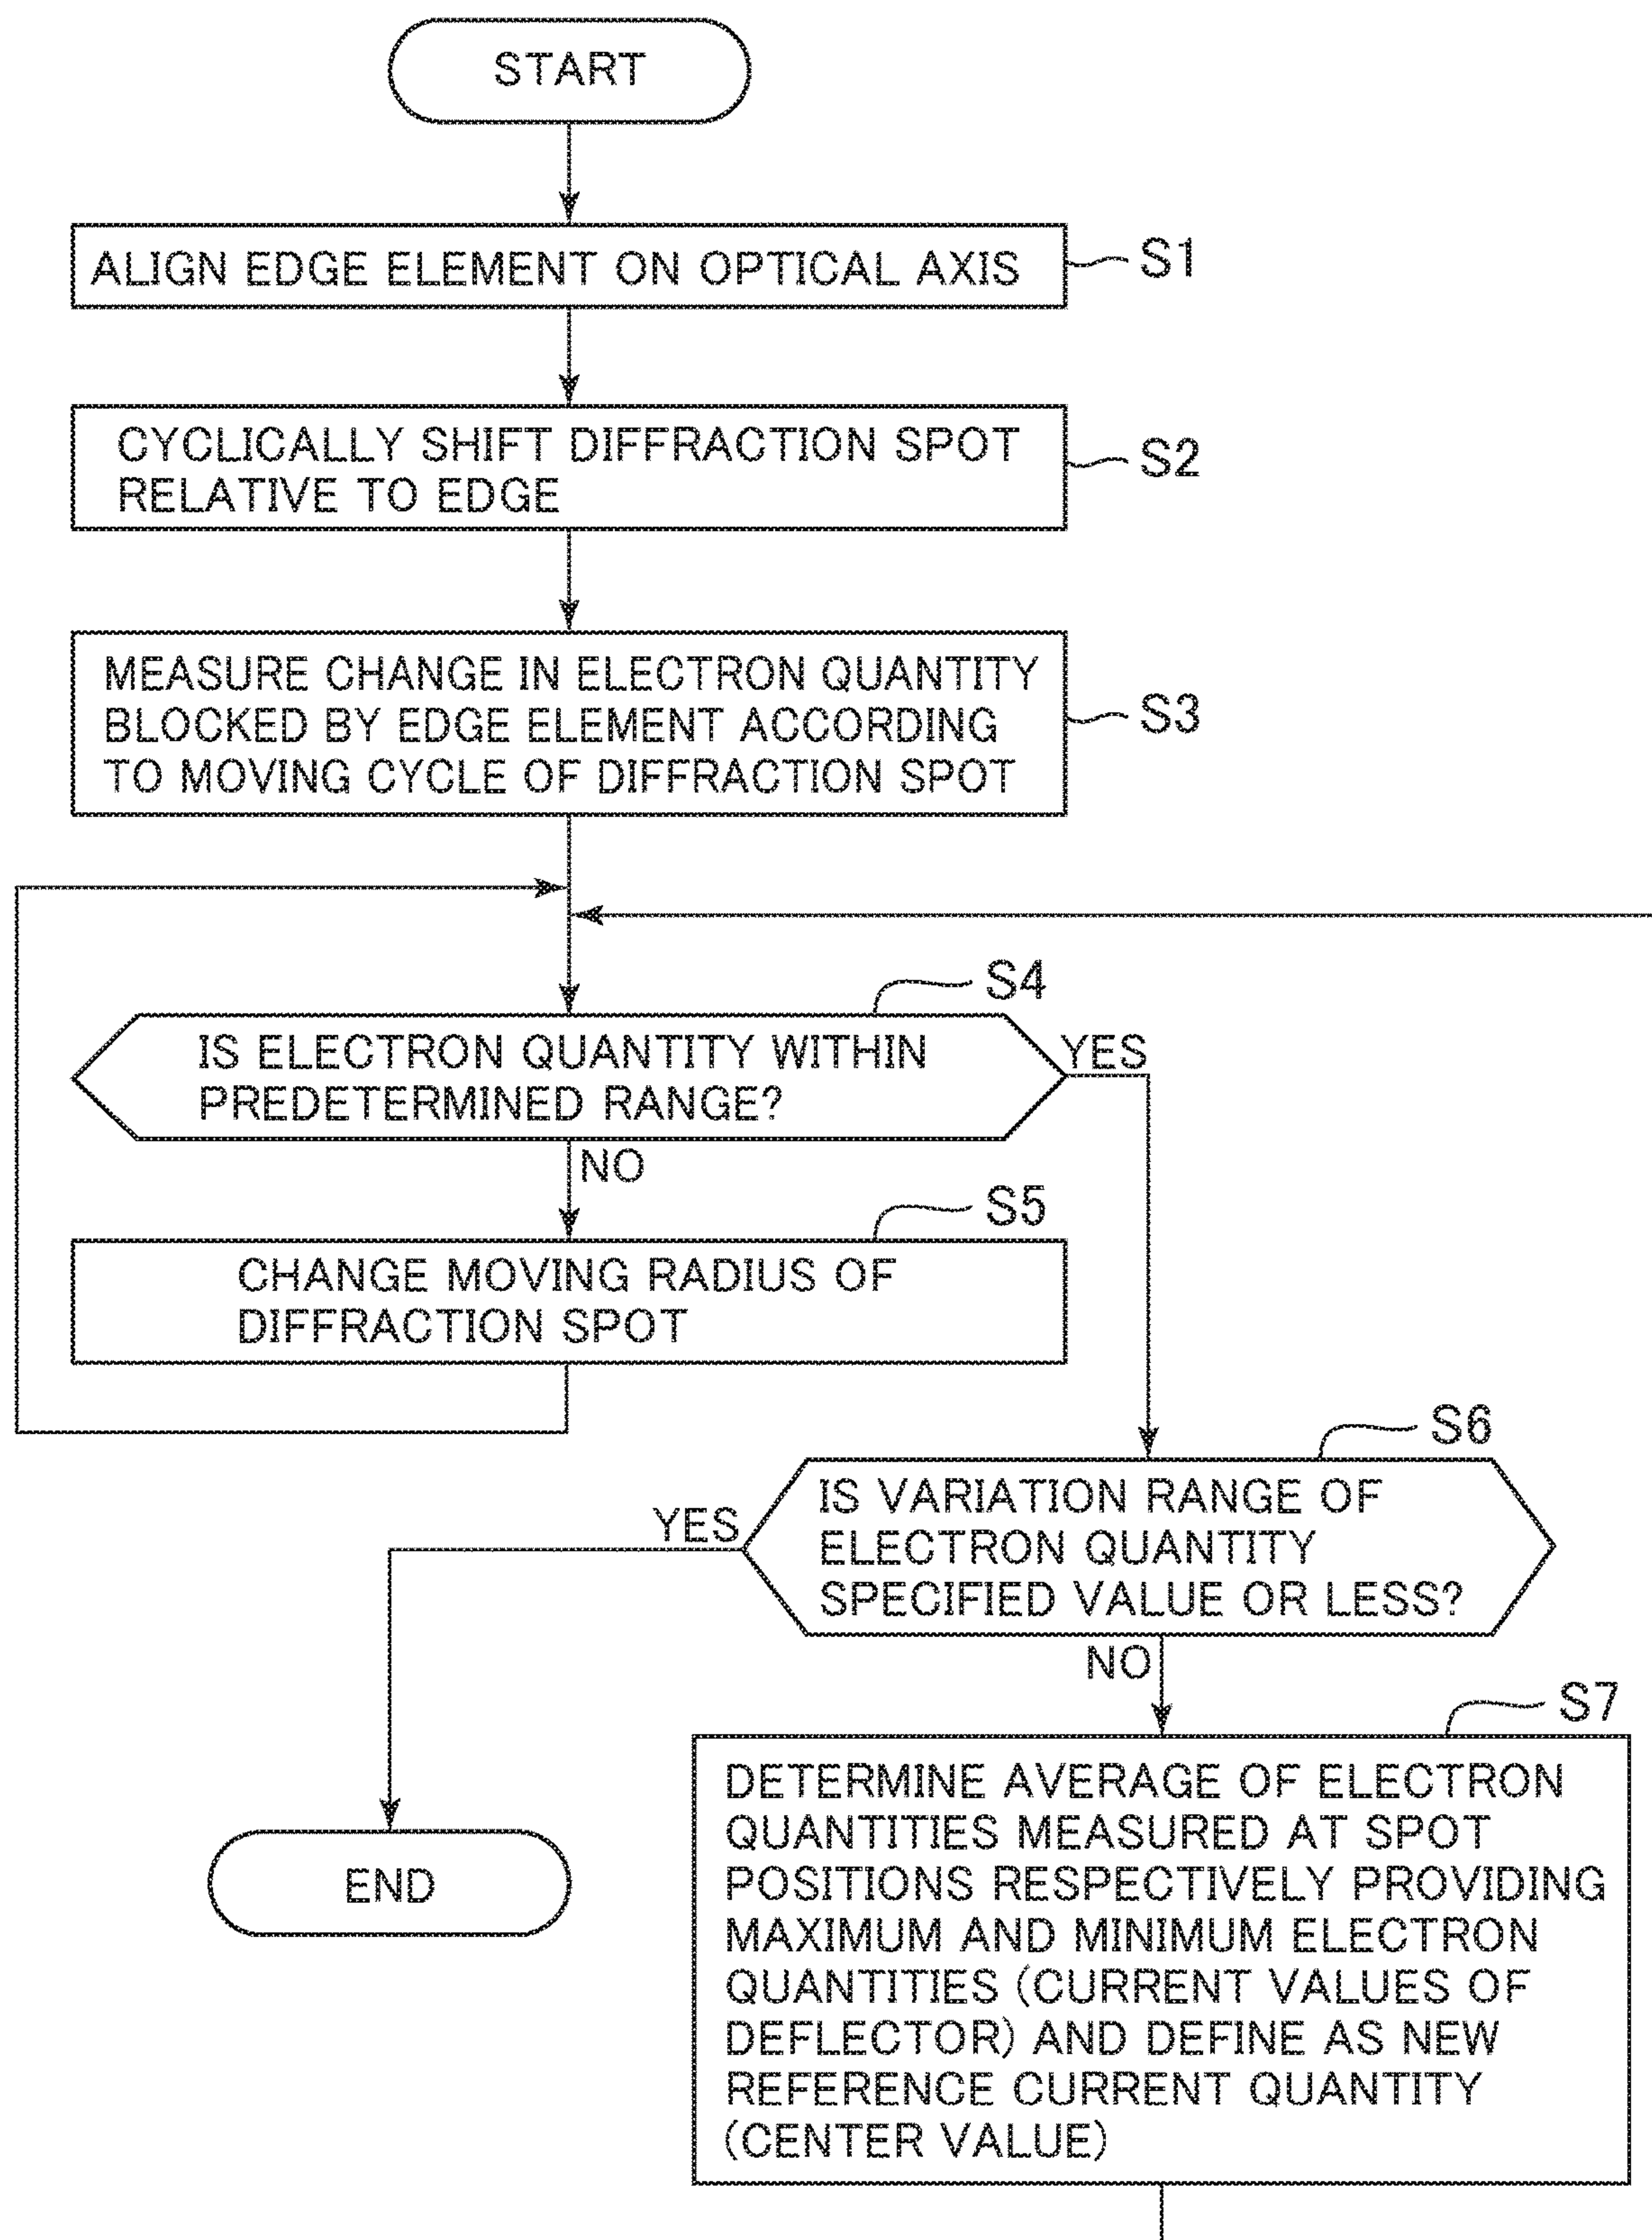 START
ALIGN EDGE ELEMENT ON OPTICAL AXIS
S1
CYCLICALLY SHIFT DIFFRACTION SPOT
RELATIVE TO EDGE
S2
MEASURE CHANGE IN ELECTRON QUANTITY
BLOCKED BY EDGE ELEMENT ACCORDING
TO MOVING CYCLE OF DIFFRACTION SPOT
S3
S4
IS ELECTRON QUANTITY WITHIN
PREDETERMINED RANGE?
YES
NO
S5
CHANGE MOVING RADIUS OF
DIFFRACTION SPOT
S6
IS VARIATION RANGE OF
ELECTRON QUANTITY
SPECIFIED VALUE OR LESS?
YES
NO
S7
DETERMINE AVERAGE OF ELECTRON
QUANTITIES MEASURED AT SPOT
POSITIONS RESPECTIVELY PROVIDING
MAXIMUM AND MINIMUM ELECTRON
QUANTITIES (CURRENT VALUES OF
DEFLECTOR) AND DEFINE AS NEW
REFERENCE CURRENT QUANTITY
(CENTER VALUE)
END